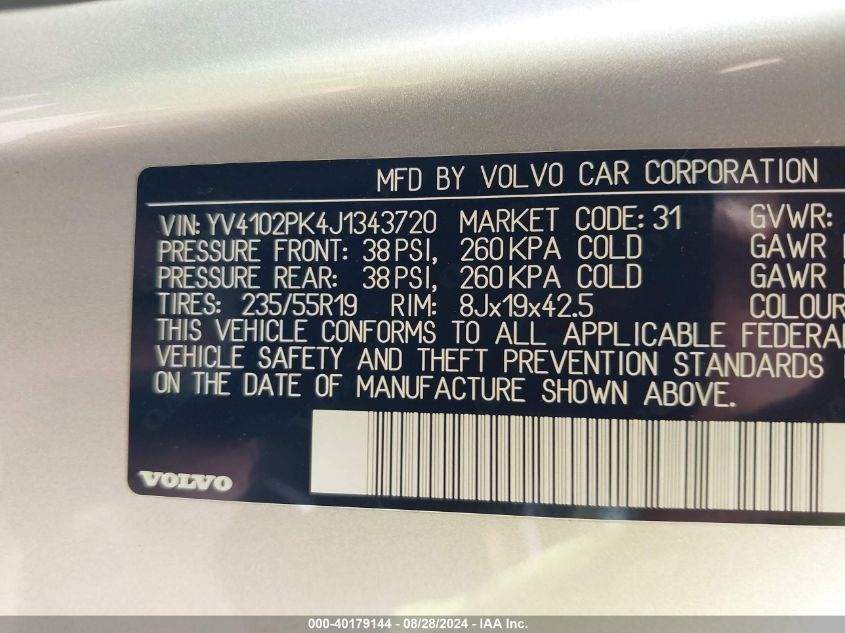 MFD BY VOLVO CAR CORPORATION
VIN: YV4102PK4J1343720 MARKET CODE: 31 GVWR:
PRESSURE FRONT: 38 PSI, 260 KPA COLD GAWR
PRESSURE REAR: 38 PSI, 260 KPA COLD GAWR
TIRES: 235/55R19 RIM: 8Jx19x42.5 COLOUR
THIS VEHICLE CONFORMS TO ALL APPLICABLE FEDERA
VEHICLE SAFETY AND THEFT PREVENTION STANDARDS
ON THE DATE OF MANUFACTURE SHOWN ABOVE.
VOLVO
000-40179144 - 08/28/2024 - IAA Inc.